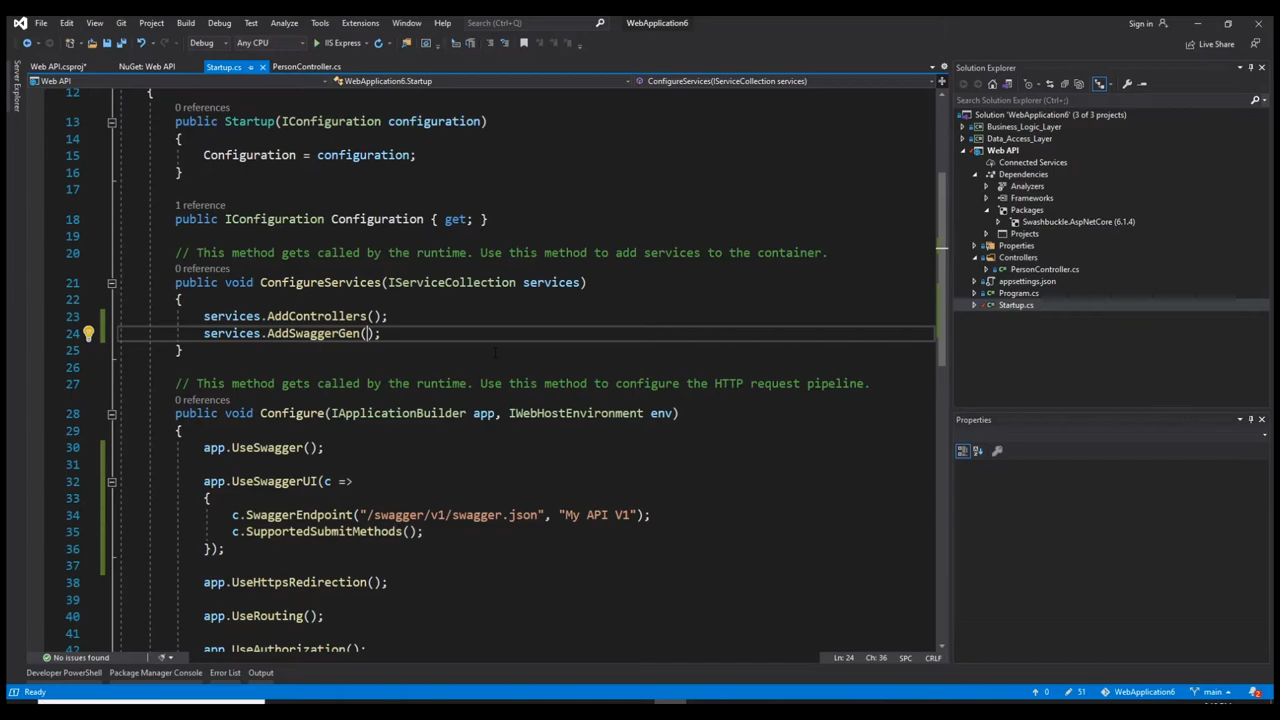 File Edit View Git Project Build Debug Test Analyze Tools Extensions Window Help Search (Ctrl+Q) WebApplication6 Sign in
Debug Any CPU IIS Express Live Share
Server Explorer
Web API.csproj* NuGet: Web API Startup.cs PersonController.cs
Web API WebApplication6.Startup ConfigureServices(IServiceCollection services)
12 {
0 references
13 public Startup(IConfiguration configuration)
14 {
15 Configuration = configuration;
16 }
17
1 reference
18 public IConfiguration Configuration { get; }
19
20 // This method gets called by the runtime. Use this method to add services to the container.
0 references
21 public void ConfigureServices(IServiceCollection services)
22 {
23 services.AddControllers();
24 services.AddSwaggerGen();
25 }
26
27 // This method gets called by the runtime. Use this method to configure the HTTP request pipeline.
0 references
28 public void Configure(IApplicationBuilder app, IWebHostEnvironment env)
29 {
30 app.UseSwagger();
31
32 app.UseSwaggerUI(c =>
33 {
34 c.SwaggerEndpoint("/swagger/v1/swagger.json", "My API V1");
35 c.SupportedSubmitMethods();
36 });
37
38 app.UseHttpsRedirection();
39
40 app.UseRouting();
41
42 app.UseAuthorization();
No issues found Ln: 24 Ch: 36 SPC CRLF
Developer PowerShell Package Manager Console Error List Output
Solution Explorer
Search Solution Explorer (Ctrl+;)
Solution 'WebApplication6' (3 of 3 projects)
Business_Logic_Layer
Data_Access_Layer
Web API
Connected Services
Dependencies
Analyzers
Frameworks
Packages
Swashbuckle.AspNetCore (6.1.4)
Projects
Properties
Controllers
PersonController.cs
appsettings.json
Program.cs
Startup.cs
Properties
Ready 0 51 WebApplication6 main 2